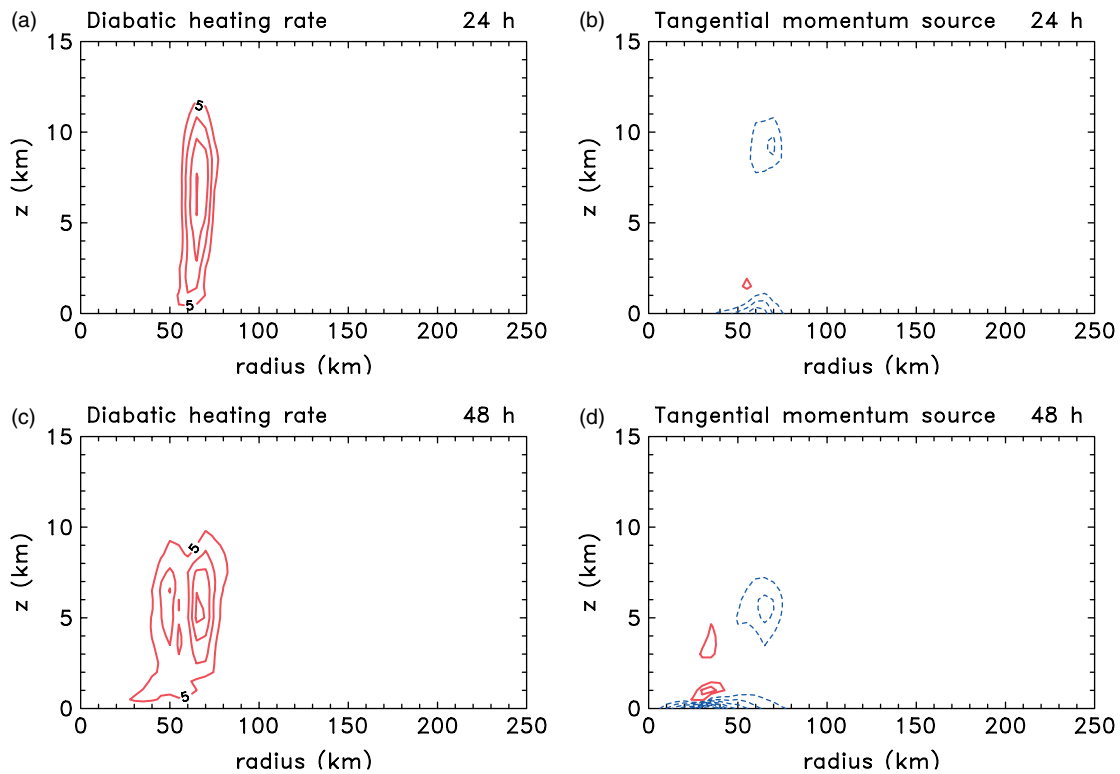 (a) Diabatic heating rate 24 h
15
10
5
0
z (km)
5
5
0 50 100 150 200 250
radius (km)
(b) Tangential momentum source 24 h
15
10
5
0
z (km)
0 50 100 150 200 250
radius (km)
(c) Diabatic heating rate 48 h
15
10
5
0
z (km)
5
5
0 50 100 150 200 250
radius (km)
(d) Tangential momentum source 48 h
15
10
5
0
z (km)
0 50 100 150 200 250
radius (km)